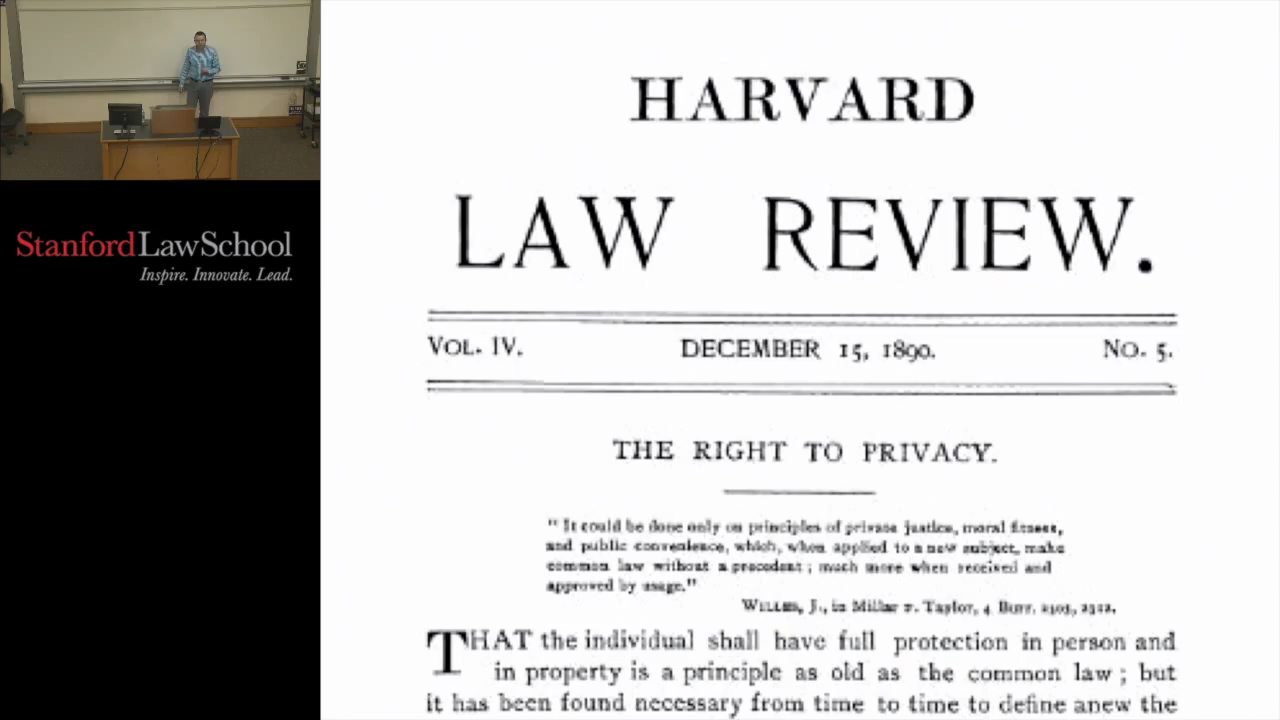 StanfordLawSchool
Inspire. Innovate. Lead.
HARVARD
LAW REVIEW.
VOL. IV. DECEMBER 15, 1890. NO. 5.
THE RIGHT TO PRIVACY.
" It could be done only on principles of private justice, moral fitness,
and public convenience, which, when applied to a new subject, make
common law without a precedent ; much more when received and
approved by usage."
WILLES, J., in Millar v. Taylor, 4 Burr. 2303, 2312.
THAT the individual shall have full protection in person and
in property is a principle as old as the common law ; but
it has been found necessary from time to time to define anew the